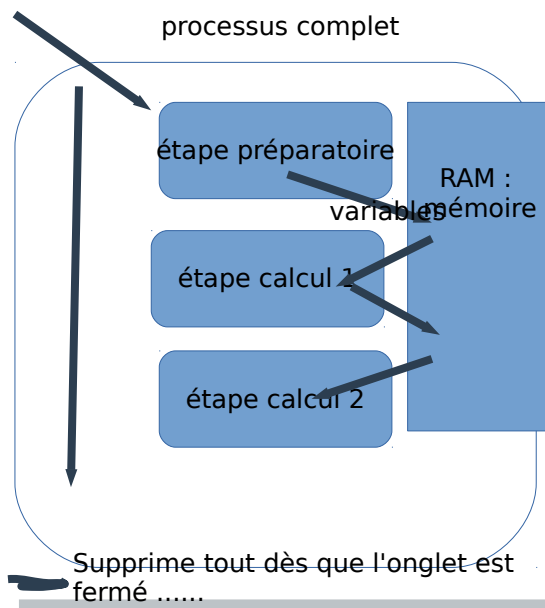 processus complet
étape préparatoire
RAM :
mémoire
variables
étape calcul 1
étape calcul 2
Supprime tout dès que l'onglet est
fermé ......